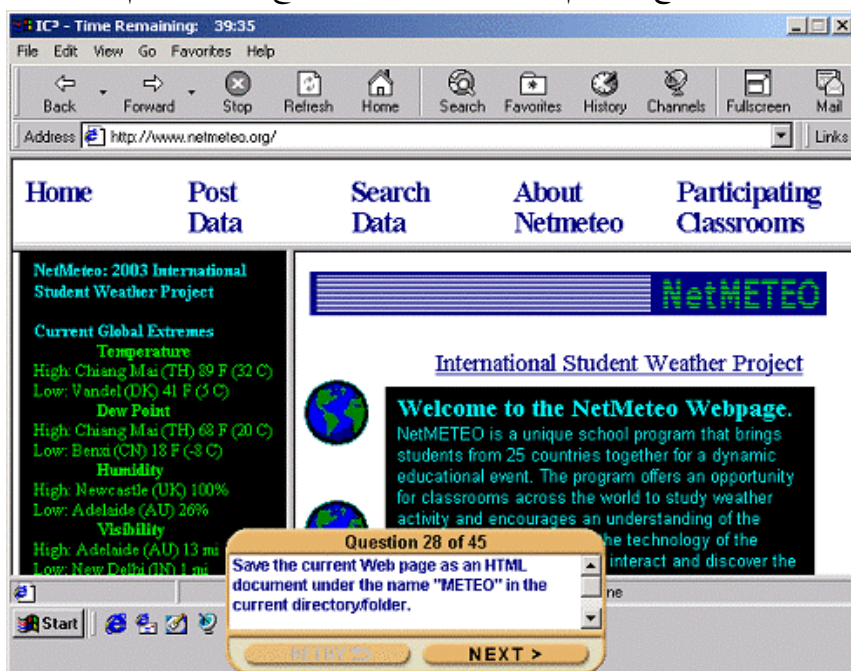 IC³ - Time Remaining: 39:35
File Edit View Go Favorites Help
Back Forward Stop Refresh Home Search Favorites History Channels Fullscreen Mail
Address http://www.netmeteo.org/ Links
Home Post Data Search Data About Netmeteo Participating Classrooms
NetMeteo: 2003 International
Student Weather Project
Current Global Extremes
Temperature
High: Chiang Mai (TH) 89 F (32 C)
Low: Vandel (DK) 41 F (5 C)
Dew Point
High: Chiang Mai (TH) 68 F (20 C)
Low: Benxi (CN) 18 F (-8 C)
Humidity
High: Newcastle (UK) 100%
Low: Adelaide (AU) 26%
Visibility
High: Adelaide (AU) 13 mi
Low: New Delhi (IN) 1 mi
NetMETEO
International Student Weather Project
Welcome to the NetMeteo Webpage.
NetMETEO is a unique school program that brings
students from 25 countries together for a dynamic
educational event. The program offers an opportunity
for classrooms across the world to study weather
activity and encourages an understanding of the
he technology of the
interact and discover the
ne
Question 28 of 45
Save the current Web page as an HTML
document under the name "METEO" in the
current directory/folder.
RETRY NEXT >
Start